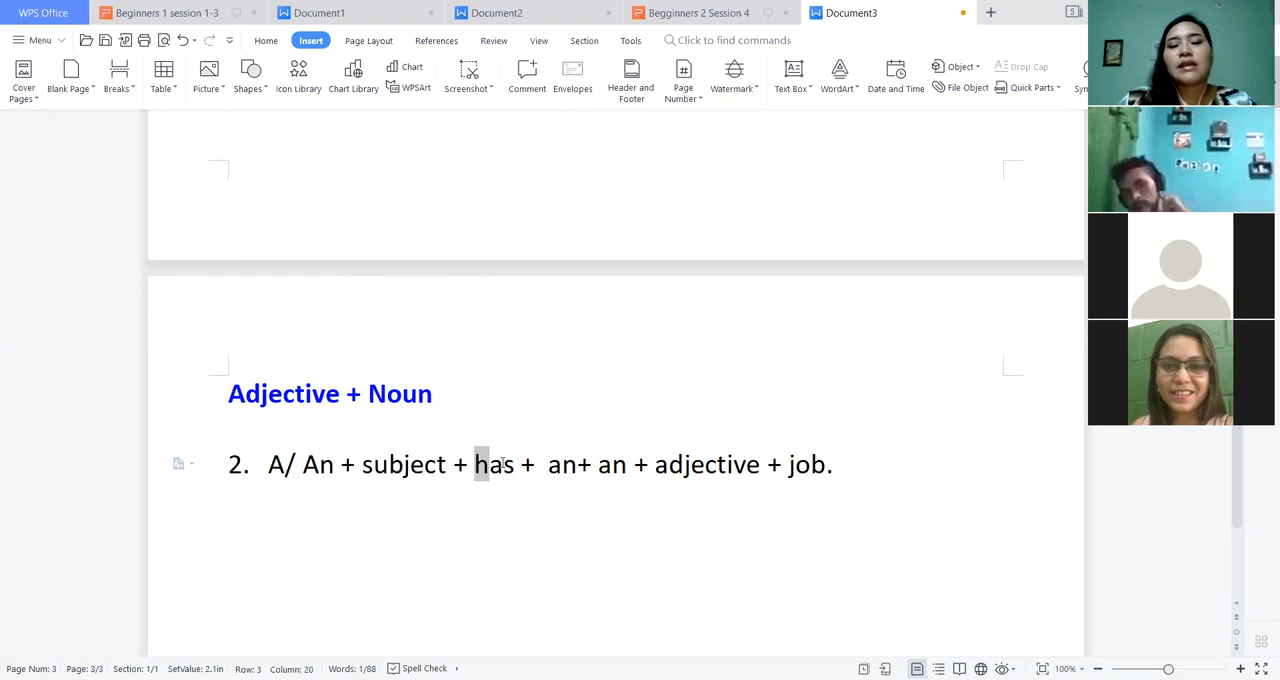 WPS Office Beginners 1 session 1-3 Document1 Document2 Begginers 2 Session 4 Document3 + 5
Menu Home Insert Page Layout References Review View Section Tools Click to find commands
Chart Object Drop Cap
WPSArt File Object Quick Parts
Cover Pages Blank Page Breaks Table Picture Shapes Icon Library Chart Library Screenshot Comment Envelopes Header and Footer Page Number Watermark Text Box WordArt Date and Time
Adjective + Noun
2. A/ An + subject + has + an+ an + adjective + job.
Page Num: 3 Page: 3/3 Section: 1/1 SetValue: 2.1in Row: 3 Column: 20 Words: 1/88 Spell Check 100% - +